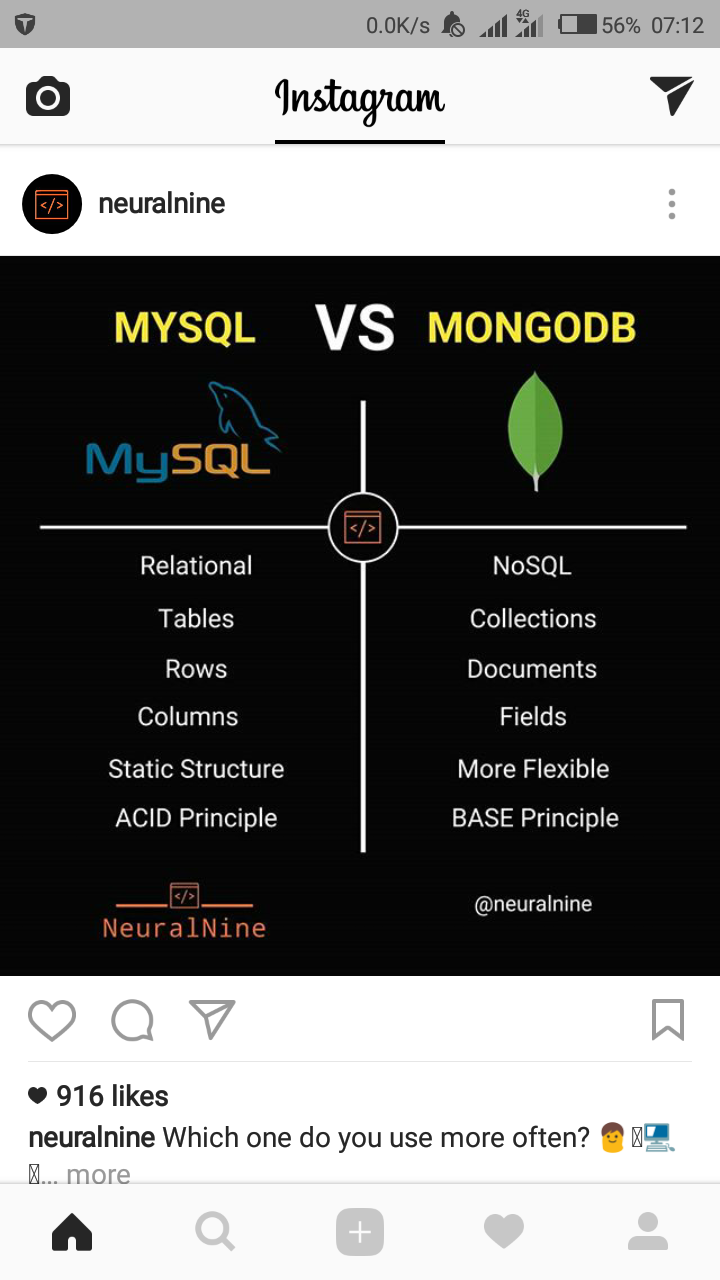 0.0K/s 4G 56% 07:12
Instagram
neuralnine
MYSQL VS MONGODB
MySQL
</>
</>
Relational NoSQL
Tables Collections
Rows Documents
Columns Fields
Static Structure More Flexible
ACID Principle BASE Principle
</>
NeuralNine @neuralnine
916 likes
neuralnine Which one do you use more often?
... more